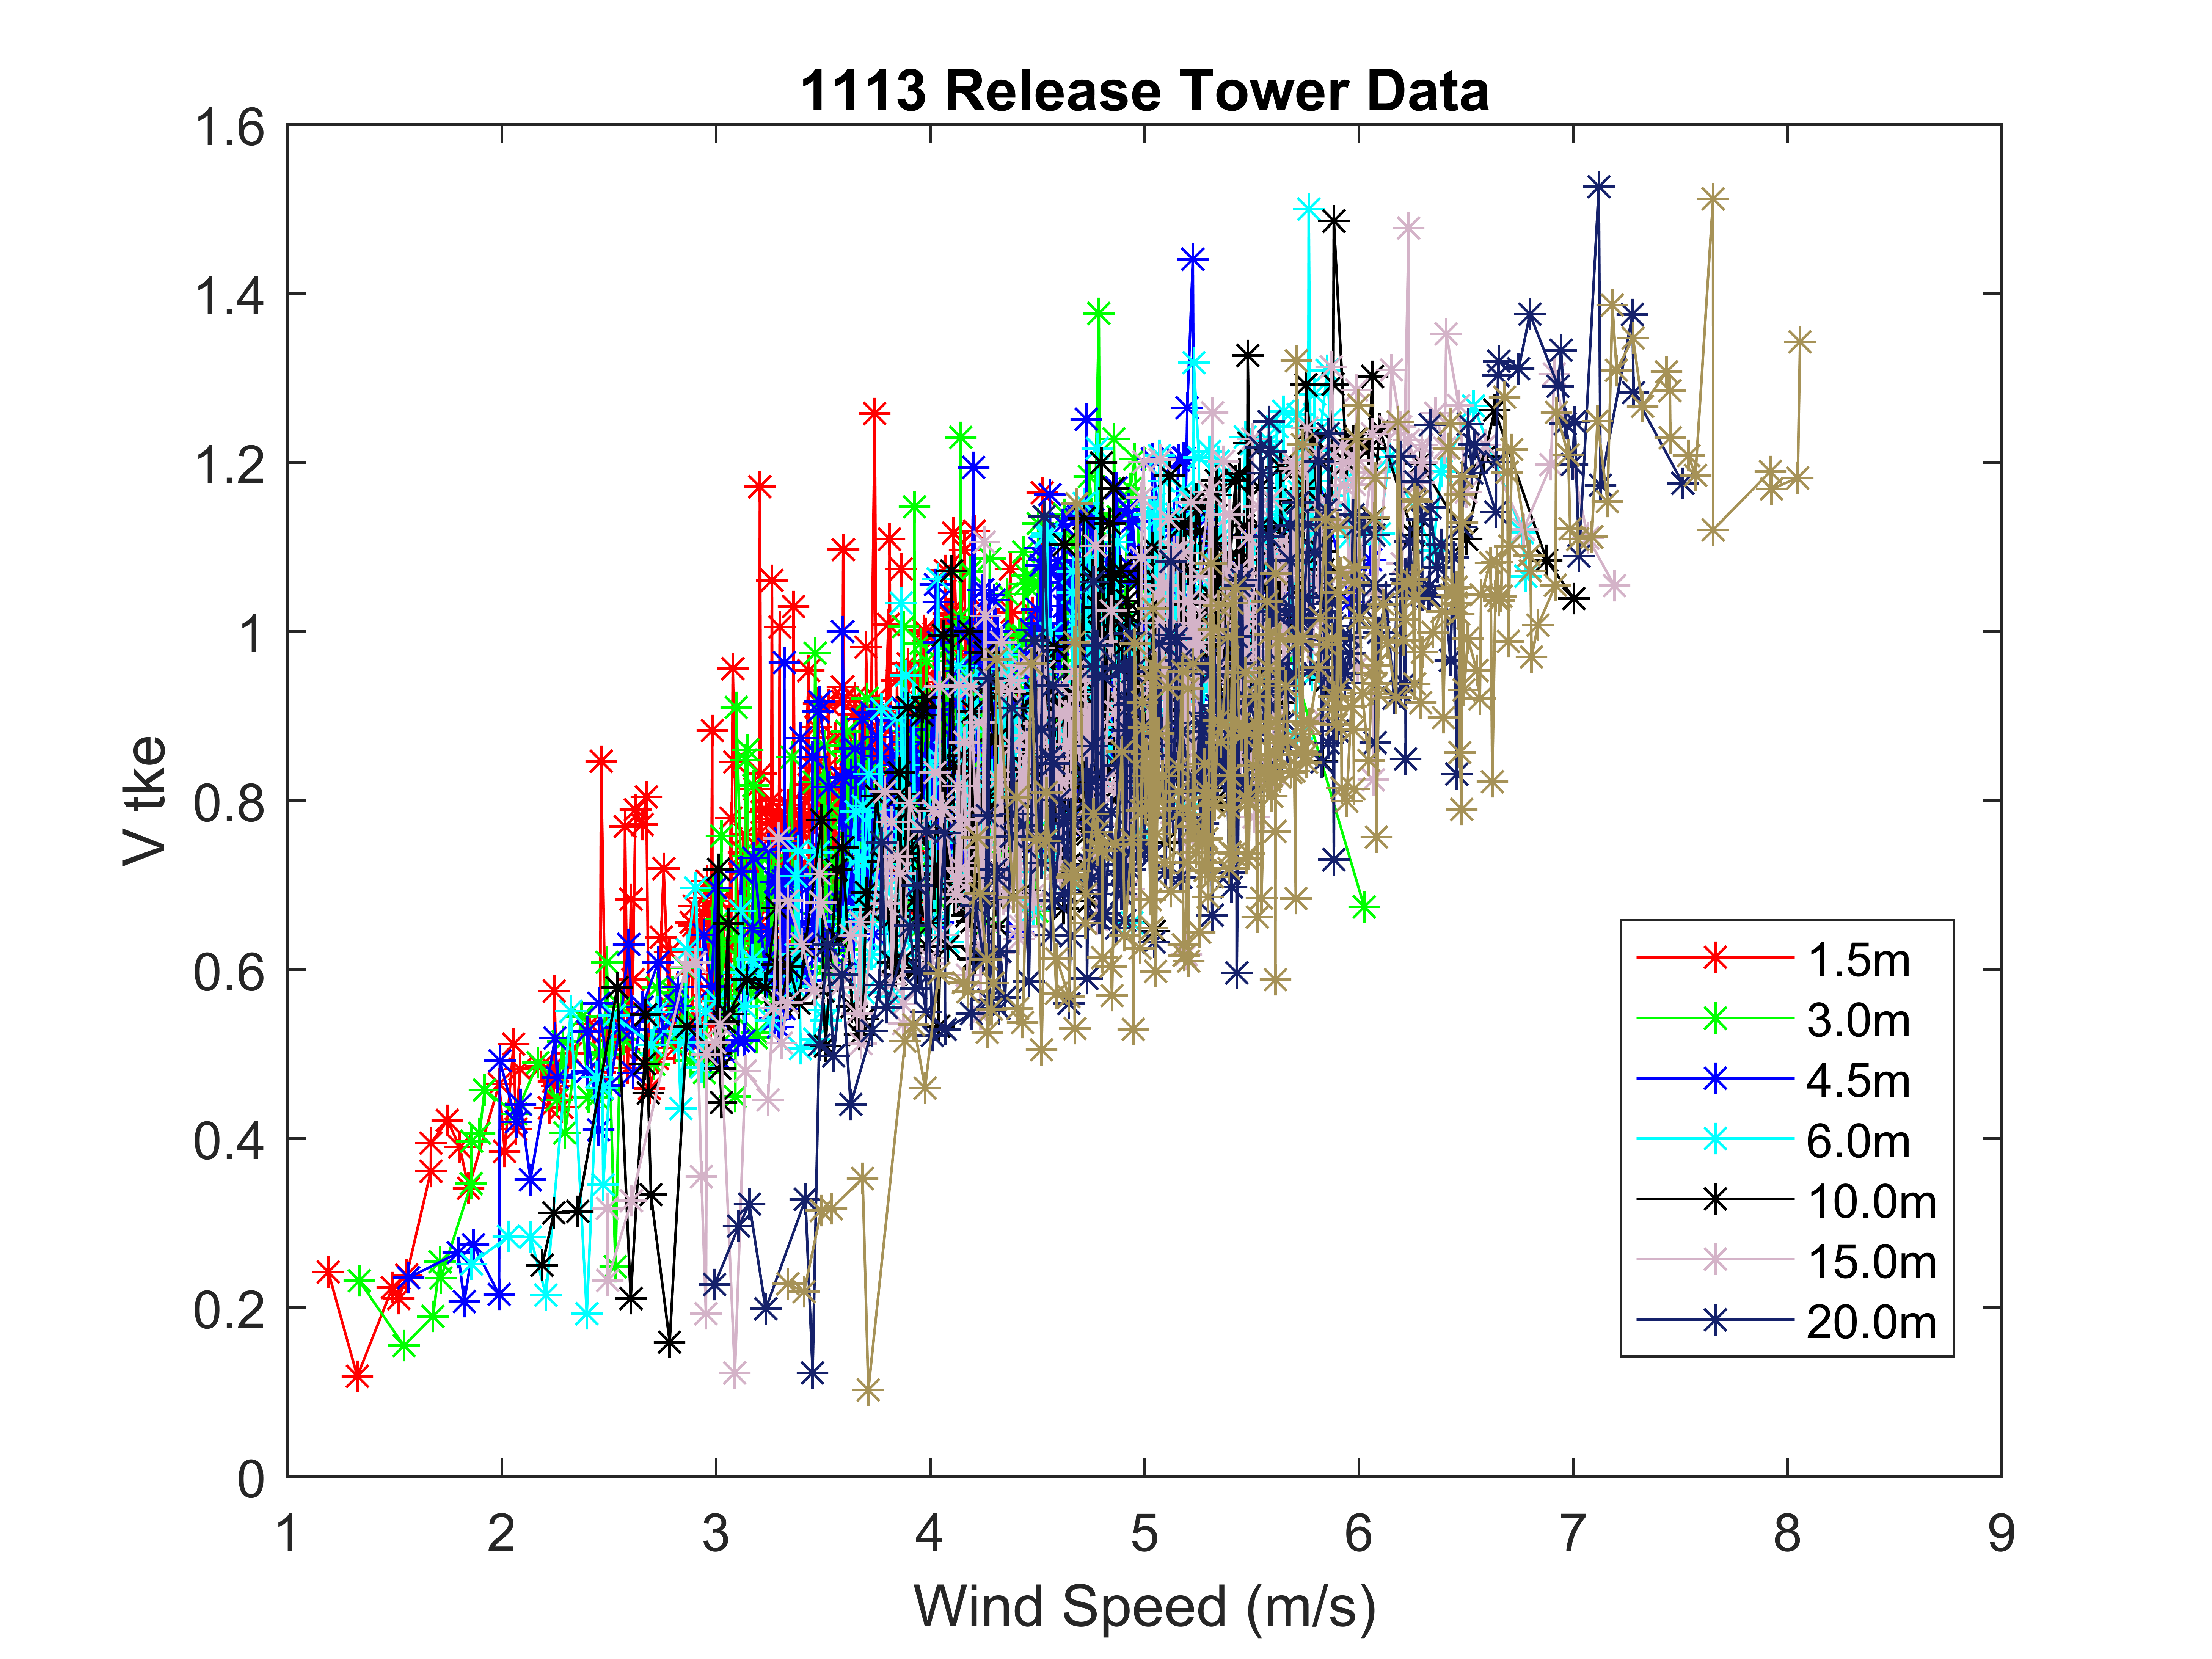 1113 Release Tower Data
1.6
1.4
1.2
1
0.8
0.6
0.4
0.2
0
V tke
1 2 3 4 5 6 7 8 9
Wind Speed (m/s)
1.5m
3.0m
4.5m
6.0m
10.0m
15.0m
20.0m